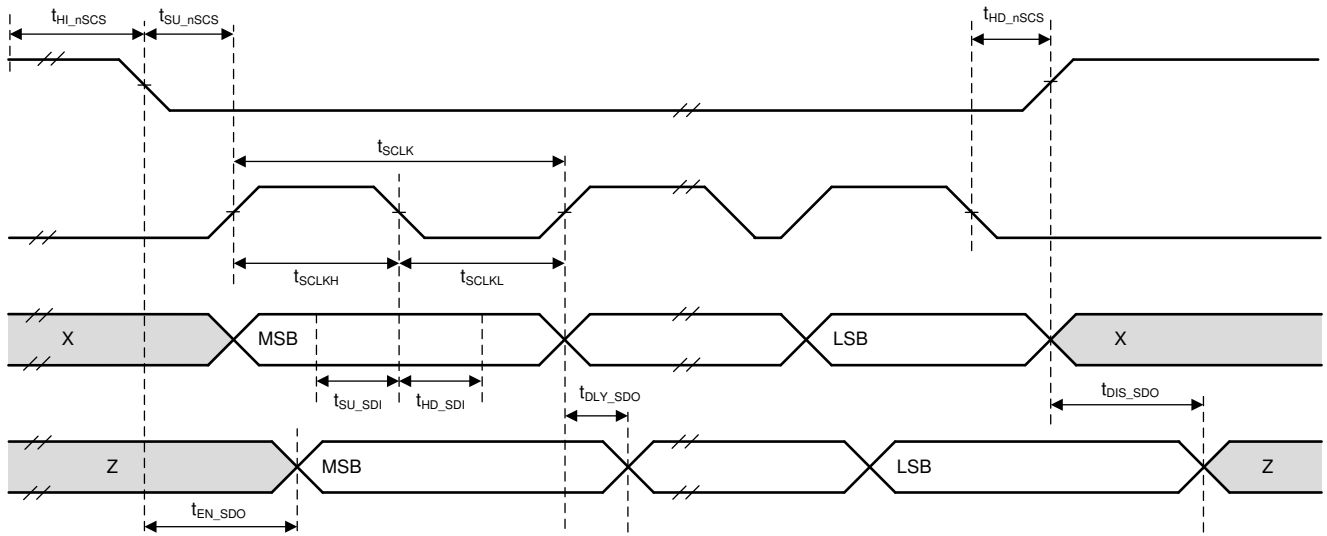 tHI_nSCS
tSU_nSCS
tHD_nSCS
tSCLK
tSCLKH
tSCLKL
X
MSB
LSB
X
tSU_SDI
tHD_SDI
tDLY_SDO
tDIS_SDO
Z
MSB
LSB
Z
tEN_SDO